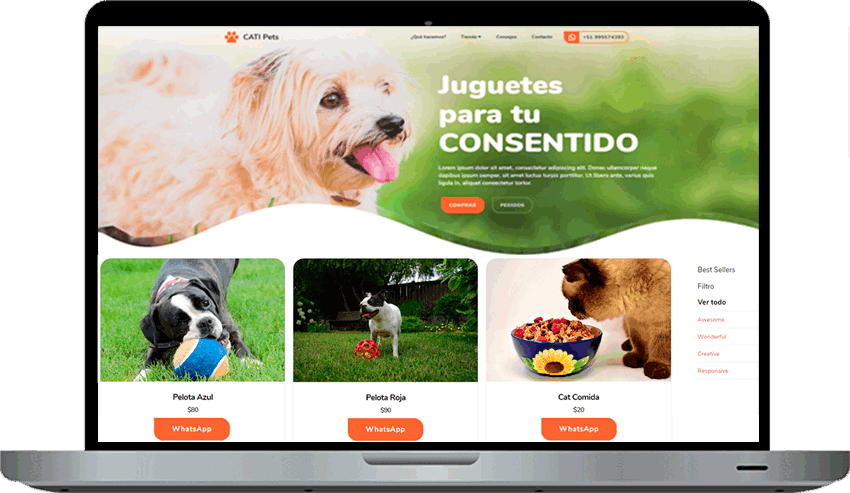 CATI Pets
¿Qué hacemos?
Tienda
Consejos
Contacto
+51 995574293
Juguetes
para tu
CONSENTIDO
Lorem ipsum dolor sit amet, consectetur adipiscing elit. Donec ullamcorper neque
dapibus ipsum semper, sit amet luctus turpis porttitor. Ut libero ante, varius quis
ligula in, aliquet consectetur tortor.
COMPRAR
PEDIDOS
Best Sellers
Filtro
Ver todo
Awesome
Wonderful
Creative
Responsive
Pelota Azul
$80
WhatsApp
Pelota Roja
$90
WhatsApp
Cat Comida
$20
WhatsApp